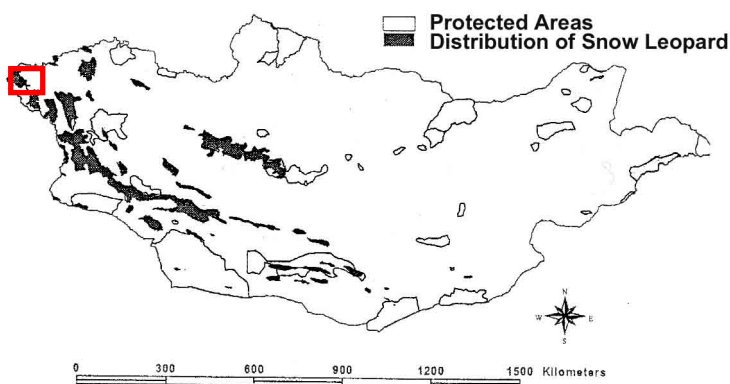 Protected Areas
Distribution of Snow Leopard
N
W E
S
0 300 600 900 1200 1500 Kilometers